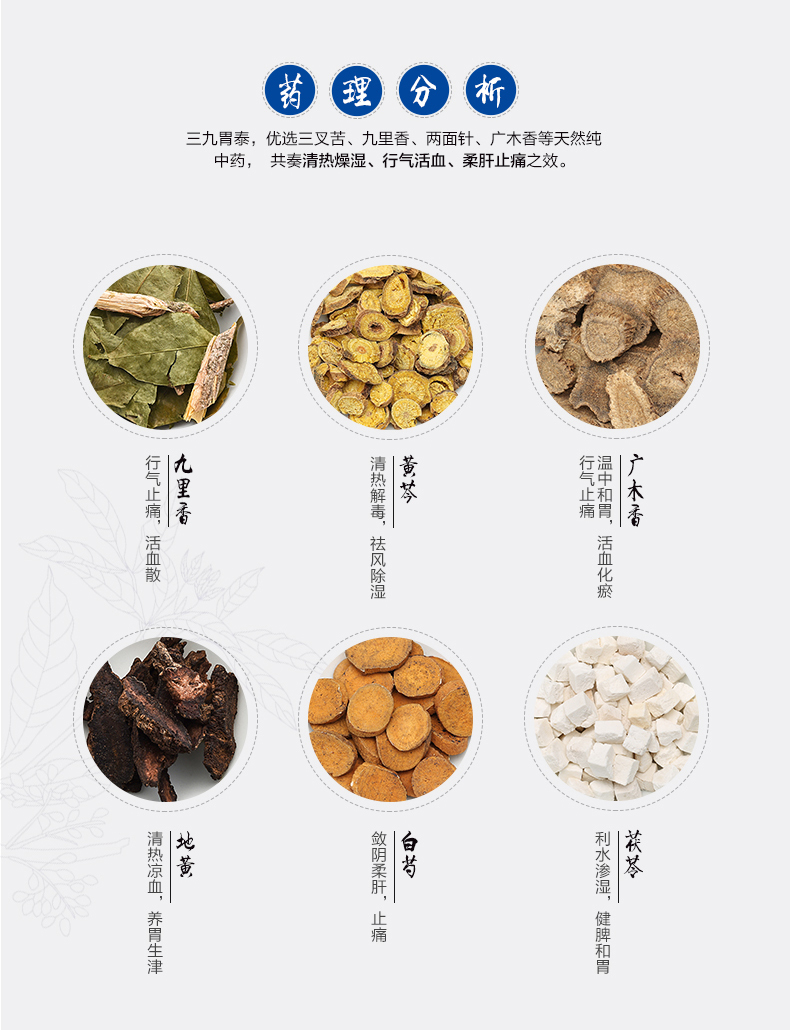 药理分析
三九胃泰，优选三叉苦、九里香、两面针、广木香等天然纯
中药， 共奏清热燥湿、行气活血、柔肝止痛之效。
九里香
行气止痛，活血散
黄芩
清热解毒，祛风除湿
广木香
温中和胃，活血化瘀
行气止痛
地黄
清热凉血，养胃生津
白芍
敛阴柔肝，止痛
茯苓
利水渗湿，健脾和胃